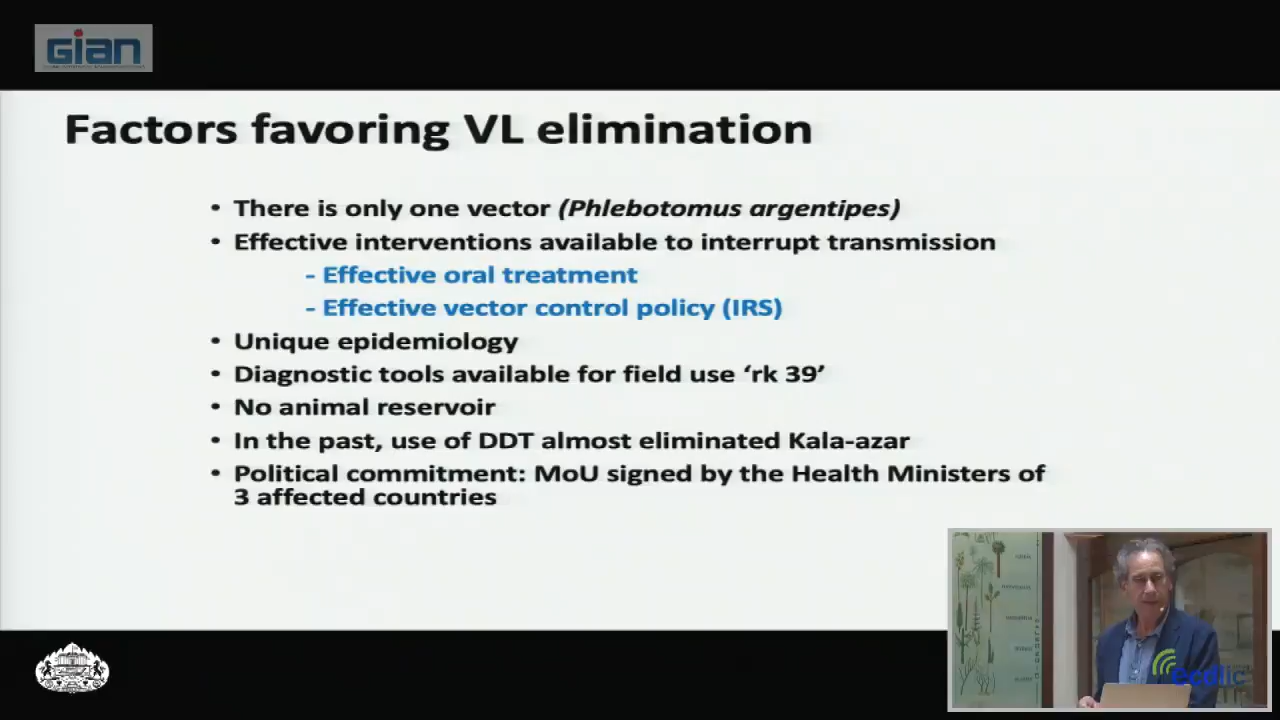 Gian
Factors favoring VL elimination
• There is only one vector (Phlebotomus argentipes)
• Effective interventions available to interrupt transmission
- Effective oral treatment
- Effective vector control policy (IRS)
• Unique epidemiology
• Diagnostic tools available for field use ‘rk 39’
• No animal reservoir
• In the past, use of DDT almost eliminated Kala-azar
• Political commitment: MoU signed by the Health Ministers of
3 affected countries